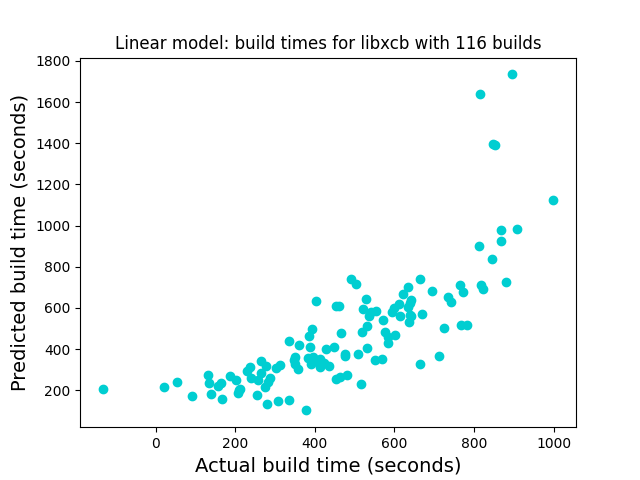 Linear model: build times for libxcb with 116 builds
1800
1600
1400
1200
1000
800
600
400
200
Predicted build time (seconds)
0 200 400 600 800 1000
Actual build time (seconds)